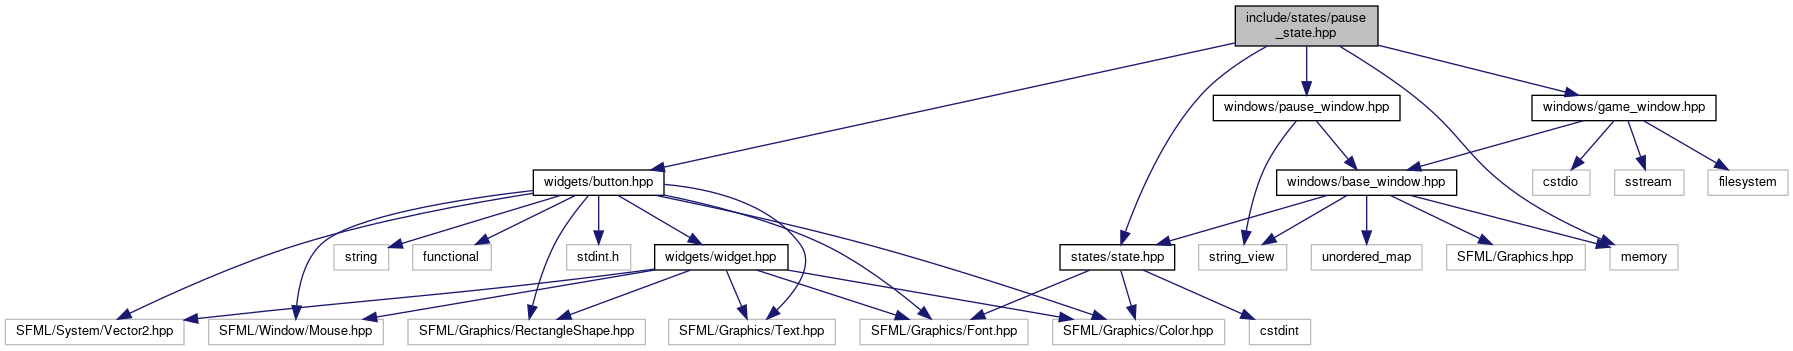 include/states/pause
_state.hpp
windows/pause_window.hpp
windows/game_window.hpp
widgets/button.hpp
windows/base_window.hpp
cstdio
sstream
filesystem
string
functional
stdint.h
widgets/widget.hpp
states/state.hpp
string_view
unordered_map
SFML/Graphics.hpp
memory
SFML/System/Vector2.hpp
SFML/Window/Mouse.hpp
SFML/Graphics/RectangleShape.hpp
SFML/Graphics/Text.hpp
SFML/Graphics/Font.hpp
SFML/Graphics/Color.hpp
cstdint